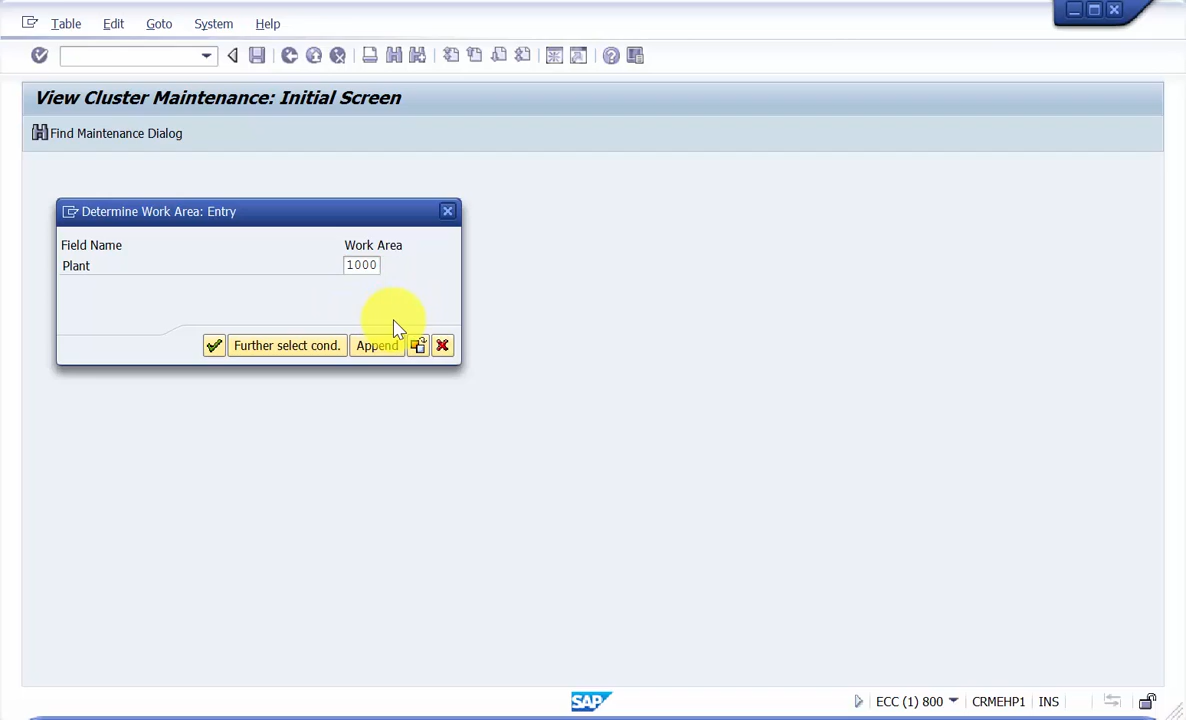 Table Edit Goto System Help
View Cluster Maintenance: Initial Screen
Find Maintenance Dialog
Determine Work Area: Entry
Field Name Work Area
Plant 1000
Further select cond. Append
SAP ECC (1) 800 CRMEHP1 INS